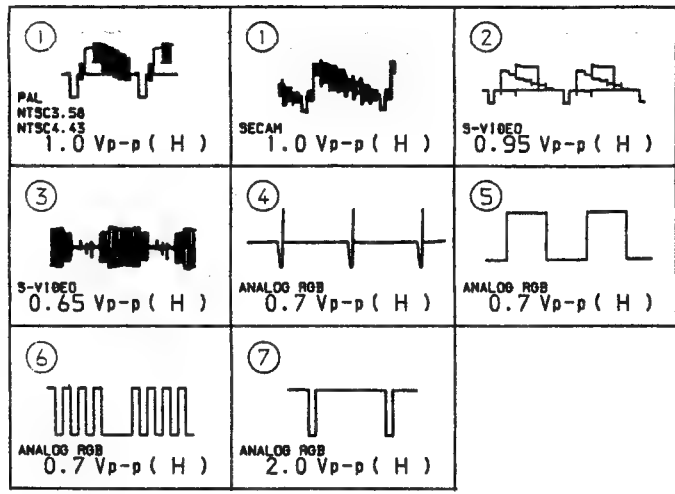 ①
PAL
NTSC3.58
NTSC4.43
1.0 Vp-p ( H )
①
SECAM
1.0 Vp-p ( H )
②
S-VIDEO
0.95 Vp-p ( H )
③
S-VIDEO
0.65 Vp-p ( H )
④
ANALOG RGB
0.7 Vp-p ( H )
⑤
ANALOG RGB
0.7 Vp-p ( H )
⑥
ANALOG RGB
0.7 Vp-p ( H )
⑦
ANALOG RGB
2.0 Vp-p ( H )